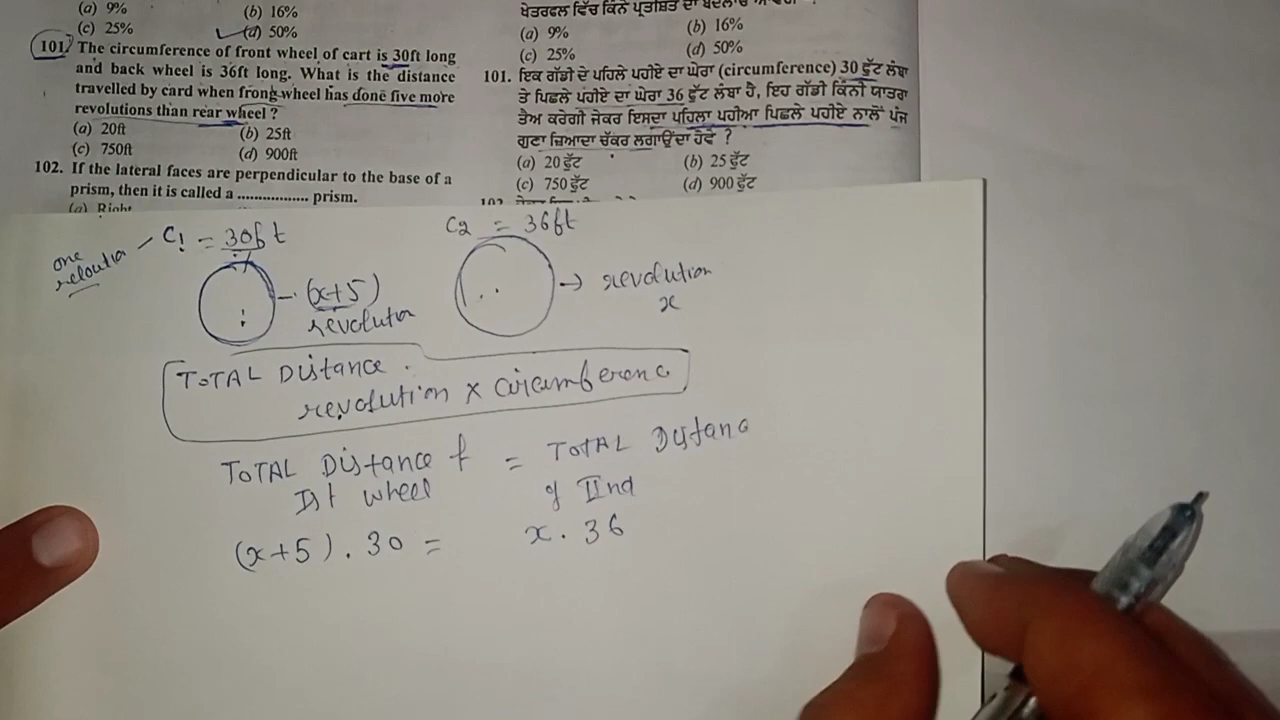 (a) 9%
(b) 16%
(c) 25%
(d) 50%
101. The circumference of front wheel of cart is 30ft long
and back wheel is 36ft long. What is the distance
travelled by card when frong wheel has done five more
revolutions than rear wheel ?
(a) 20ft
(b) 25ft
(c) 750ft
(d) 900ft
102. If the lateral faces are perpendicular to the base of a
prism, then it is called a ................. prism.
(a) Right
(a) 9%
(b) 16%
(c) 25%
(d) 50%
101. ਇਕ ਗੱਡੀ ਦੇ ਪਹਿਲੇ ਪਹੀਏ ਦਾ ਘੇਰਾ (circumference) 30 ਫੁੱਟ ਲੰਬਾ
ਤੇ ਪਿਛਲੇ ਪਹੀਏ ਦਾ ਘੇਰਾ 36 ਫੁੱਟ ਲੰਬਾ ਹੈ, ਇਹ ਗੱਡੀ ਕਿੰਨੀ ਯਾਤਰਾ
ਤੈਅ ਕਰੇਗੀ ਜੇਕਰ ਇਸਦਾ ਪਹਿਲਾ ਪਹੀਆ ਪਿਛਲੇ ਪਹੀਏ ਨਾਲੋਂ ਪੰਜ
ਗੁਣਾ ਜ਼ਿਆਦਾ ਚੱਕਰ ਲਗਾਉਂਦਾ ਹੋਵੇ ?
(a) 20 ਫੁੱਟ
(b) 25 ਫੁੱਟ
(c) 750 ਫੁੱਟ
(d) 900 ਫੁੱਟ
one
C1 = 30ft
C2 = 36ft
(x+5)
revolution
x
TOTAL Distance
revolution × circumferenc
TOTAL Distance = TOTAL Distanc
Ist wheel
of IInd
(x+5) . 30 = x . 36